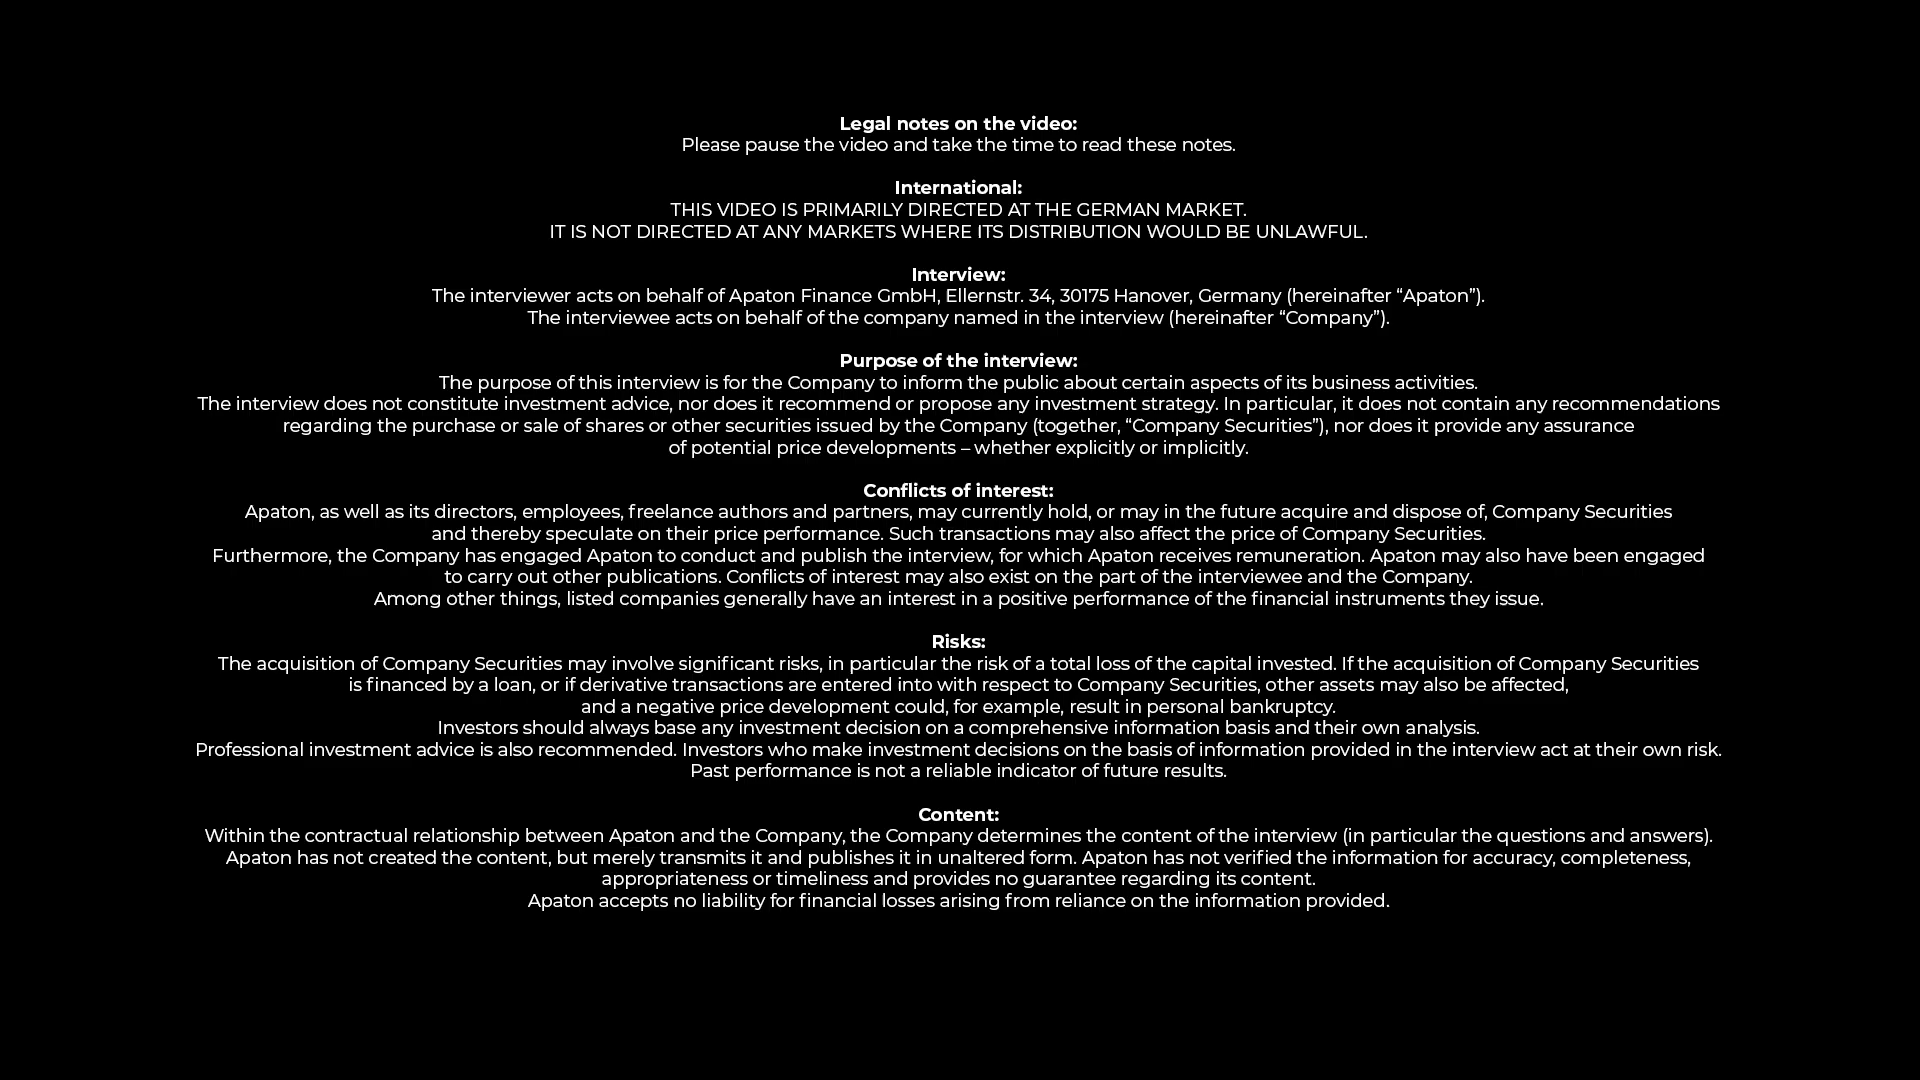 Legal notes on the video:
Please pause the video and take the time to read these notes.
International:
THIS VIDEO IS PRIMARILY DIRECTED AT THE GERMAN MARKET.
IT IS NOT DIRECTED AT ANY MARKETS WHERE ITS DISTRIBUTION WOULD BE UNLAWFUL.
Interview:
The interviewer acts on behalf of Apaton Finance GmbH, Ellernstr. 34, 30175 Hanover, Germany (hereinafter “Apaton”).
The interviewee acts on behalf of the company named in the interview (hereinafter “Company”).
Purpose of the interview:
The purpose of this interview is for the Company to inform the public about certain aspects of its business activities.
The interview does not constitute investment advice, nor does it recommend or propose any investment strategy. In particular, it does not contain any recommendations
regarding the purchase or sale of shares or other securities issued by the Company (together, “Company Securities”), nor does it provide any assurance
of potential price developments – whether explicitly or implicitly.
Conflicts of interest:
Apaton, as well as its directors, employees, freelance authors and partners, may currently hold, or may in the future acquire and dispose of, Company Securities
and thereby speculate on their price performance. Such transactions may also affect the price of Company Securities.
Furthermore, the Company has engaged Apaton to conduct and publish the interview, for which Apaton receives remuneration. Apaton may also have been engaged
to carry out other publications. Conflicts of interest may also exist on the part of the interviewee and the Company.
Among other things, listed companies generally have an interest in a positive performance of the financial instruments they issue.
Risks:
The acquisition of Company Securities may involve significant risks, in particular the risk of a total loss of the capital invested. If the acquisition of Company Securities
is financed by a loan, or if derivative transactions are entered into with respect to Company Securities, other assets may also be affected,
and a negative price development could, for example, result in personal bankruptcy.
Investors should always base any investment decision on a comprehensive information basis and their own analysis.
Professional investment advice is also recommended. Investors who make investment decisions on the basis of information provided in the interview act at their own risk.
Past performance is not a reliable indicator of future results.
Content:
Within the contractual relationship between Apaton and the Company, the Company determines the content of the interview (in particular the questions and answers).
Apaton has not created the content, but merely transmits it and publishes it in unaltered form. Apaton has not verified the information for accuracy, completeness,
appropriateness or timeliness and provides no guarantee regarding its content.
Apaton accepts no liability for financial losses arising from reliance on the information provided.